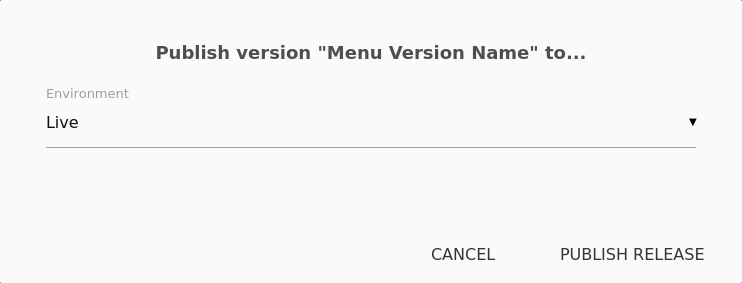 Publish version "Menu Version Name" to...
Environment
Live
CANCEL PUBLISH RELEASE